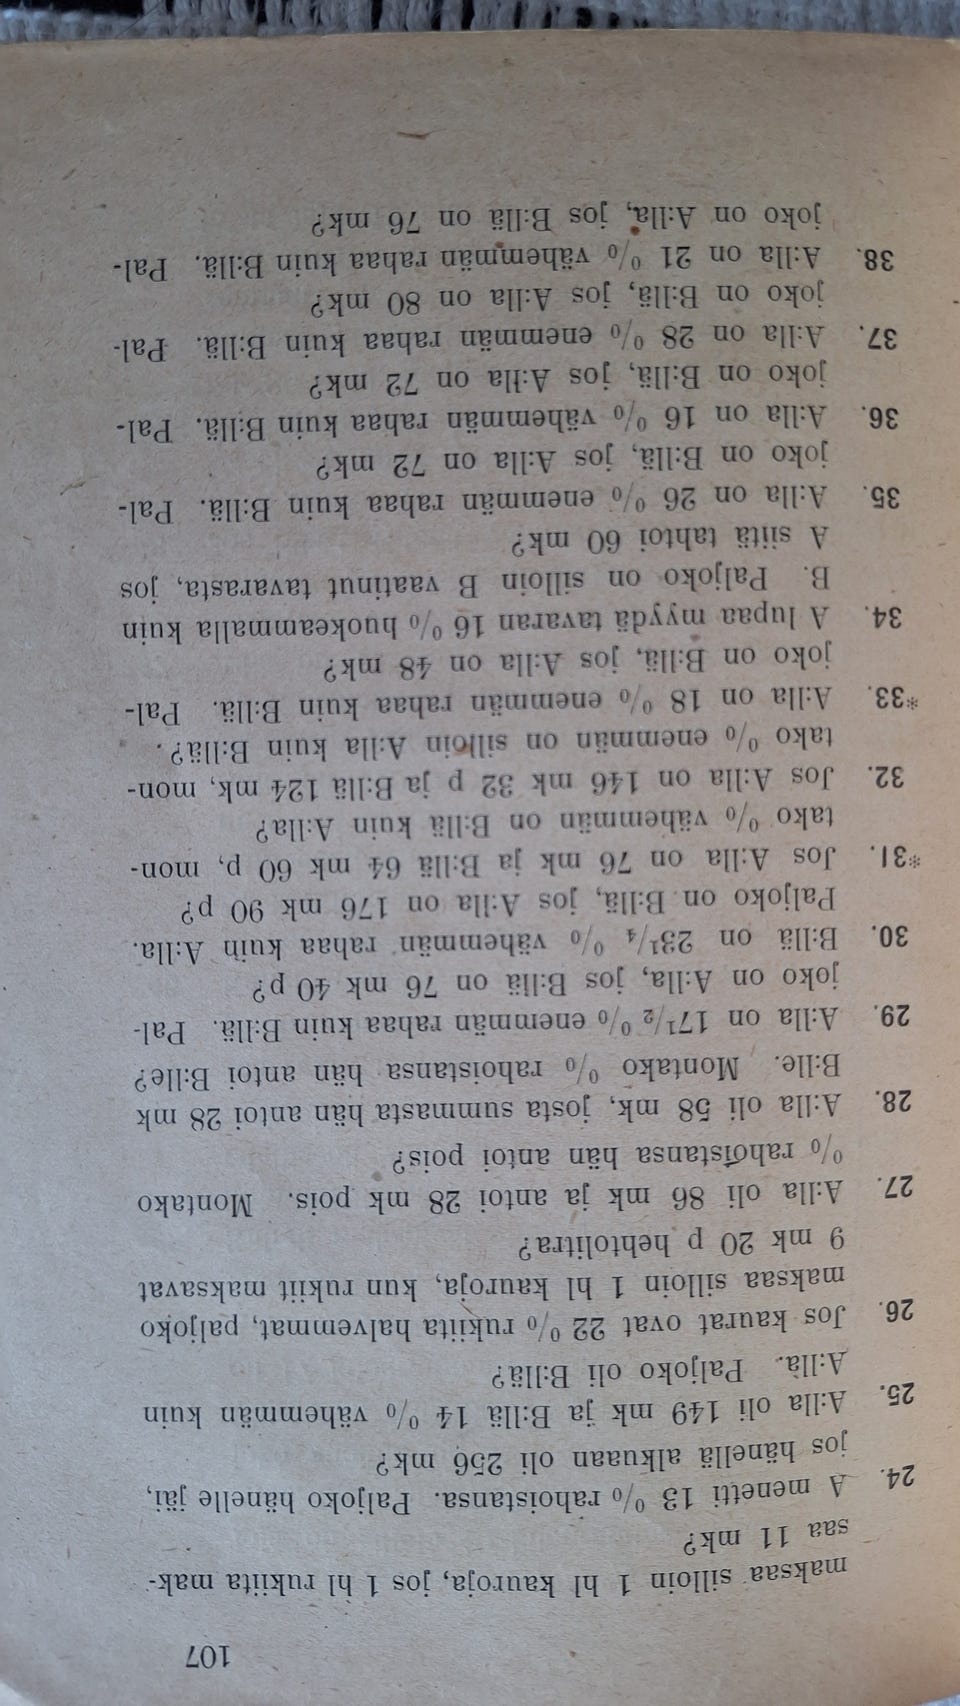 107
maksaa silloin 1 hl kauroja, jos 1 hl rukiita mak-
saa 11 mk?
24. A menetti 13 % rahoistansa. Paljoko hänelle jäi,
jos hänellä alkuaan oli 256 mk?
25. A:lla oli 149 mk ja B:llä 14 % vähemmän kuin
A:lla. Paljoko oli B:llä?
26. Jos kaurat ovat 22 % rukiita halvemmat, paljoko
maksaa silloin 1 hl kauroja, kun rukiit maksavat
9 mk 20 p hehtolitra?
27. A:lla oli 86 mk ja antoi 28 mk pois. Montako
% rahoistansa hän antoi pois?
28. A:lla oli 58 mk, josta summasta hän antoi 28 mk
B:lle. Montako % rahoistansa hän antoi B:lle?
29. A:lla on 17¹/₂ % enemmän rahaa kuin B:llä. Pal-
joko on A:lla, jos B:llä on 76 mk 40 p?
30. B:llä on 23¹/₄ % vähemmän rahaa kuin A:lla.
Paljoko on B:llä, jos A:lla on 176 mk 90 p?
*31. Jos A:lla on 76 mk ja B:llä 64 mk 60 p, mon-
tako % vähemmän on B:llä kuin A:lla?
32. Jos A:lla on 146 mk 32 p ja B:llä 124 mk, mon-
tako % enemmän on silloin A:lla kuin B:llä?
*33. A:lla on 18 % enemmän rahaa kuin B:llä. Pal-
joko on B:llä, jos A:lla on 48 mk?
34. A lupaa myydä tavaran 16 % huokeammalla kuin
B. Paljoko on silloin B vaatinut tavarasta, jos
A siitä tahtoi 60 mk?
35. A:lla on 26 % enemmän rahaa kuin B:llä. Pal-
joko on B:llä, jos A:lla on 72 mk?
36. A:lla on 16 % vähemmän rahaa kuin B:llä. Pal-
joko on B:llä, jos A:lla on 72 mk?
37. A:lla on 28 % enemmän rahaa kuin B:llä. Pal-
joko on B:llä, jos A:lla on 80 mk?
38. A:lla on 21 % vähemmän rahaa kuin B:llä. Pal-
joko on A:lla, jos B:llä on 76 mk?